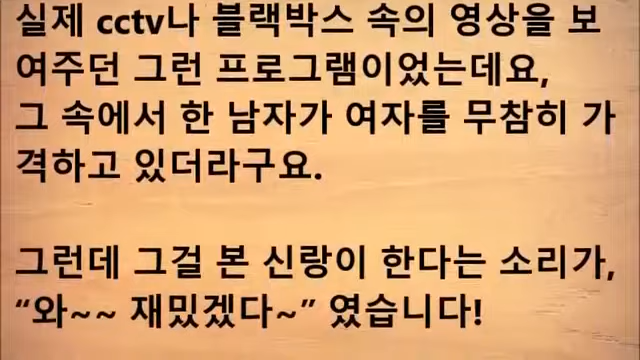 실제 cctv나 블랙박스 속의 영상을 보
여주던 그런 프로그램이었는데요,
그 속에서 한 남자가 여자를 무참히 가
격하고 있더라구요.
그런데 그걸 본 신랑이 한다는 소리가,
“와~~ 재밌겠다~” 였습니다!